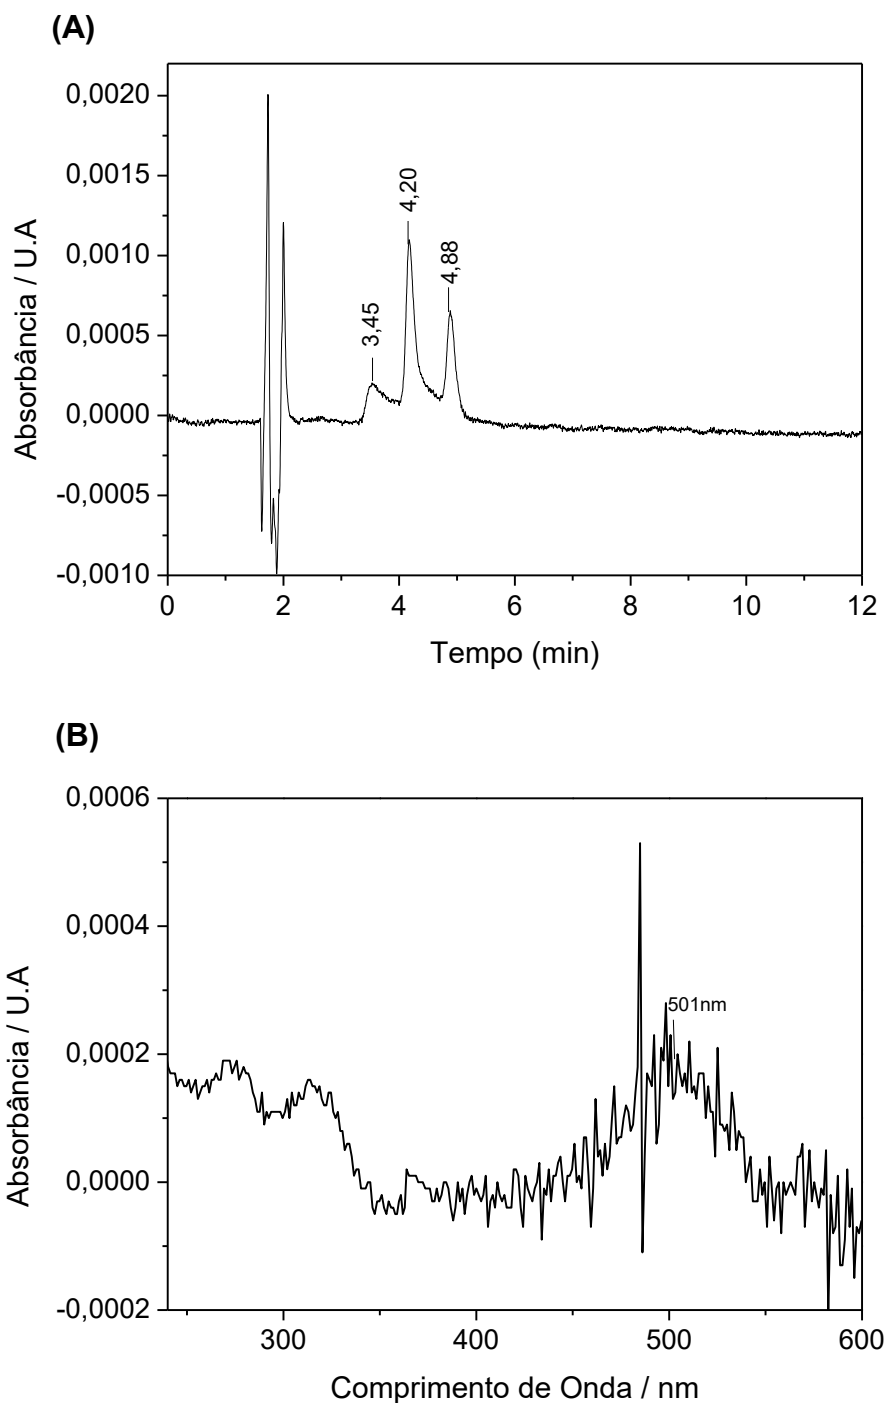 (A)
0,0020
0,0015
0,0010
0,0005
0,0000
-0,0005
-0,0010
Absorbância / U.A
3,45
4,20
4,88
0 2 4 6 8 10 12
Tempo (min)
(B)
0,0006
0,0004
0,0002
0,0000
-0,0002
Absorbância / U.A
501nm
300 400 500 600
Comprimento de Onda / nm